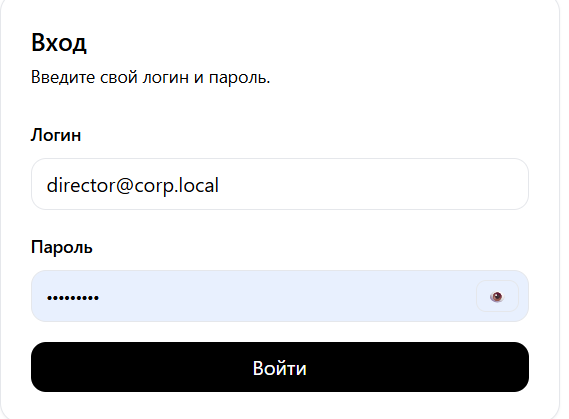 Вход
Введите свой логин и пароль.
Логин
director@corp.local
Пароль
•••••••••
Войти